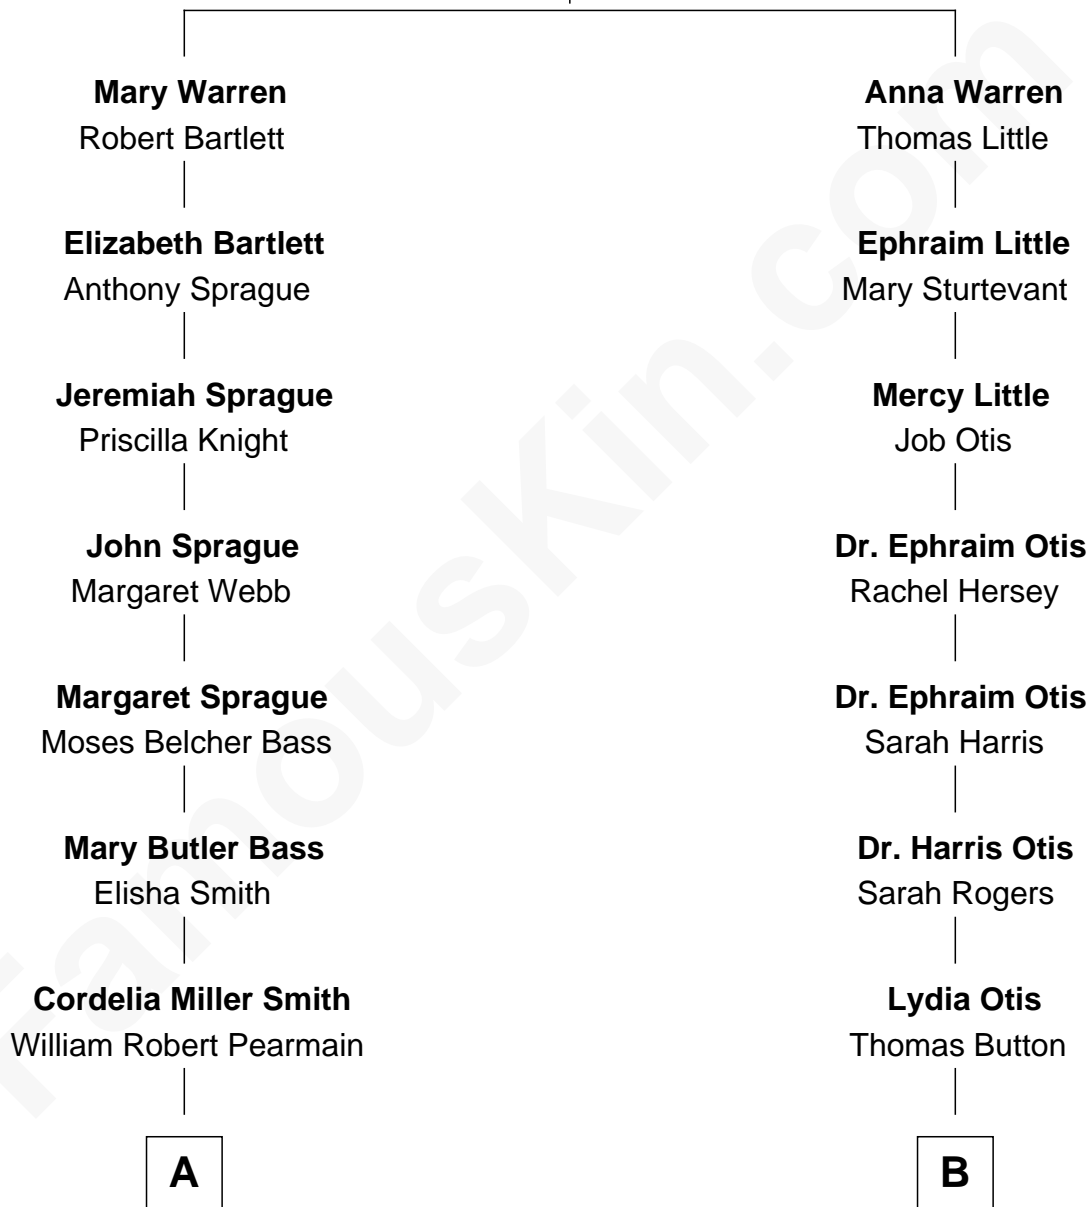 Mary Warren
Robert Bartlett
Elizabeth Bartlett
Anthony Sprague
Jeremiah Sprague
Priscilla Knight
John Sprague
Margaret Webb
Margaret Sprague
Moses Belcher Bass
Mary Butler Bass
Elisha Smith
Cordelia Miller Smith
William Robert Pearmain
A
Anna Warren
Thomas Little
Ephraim Little
Mary Sturtevant
Mercy Little
Job Otis
Dr. Ephraim Otis
Rachel Hersey
Dr. Ephraim Otis
Sarah Harris
Dr. Harris Otis
Sarah Rogers
Lydia Otis
Thomas Button
B
FamousKin.com